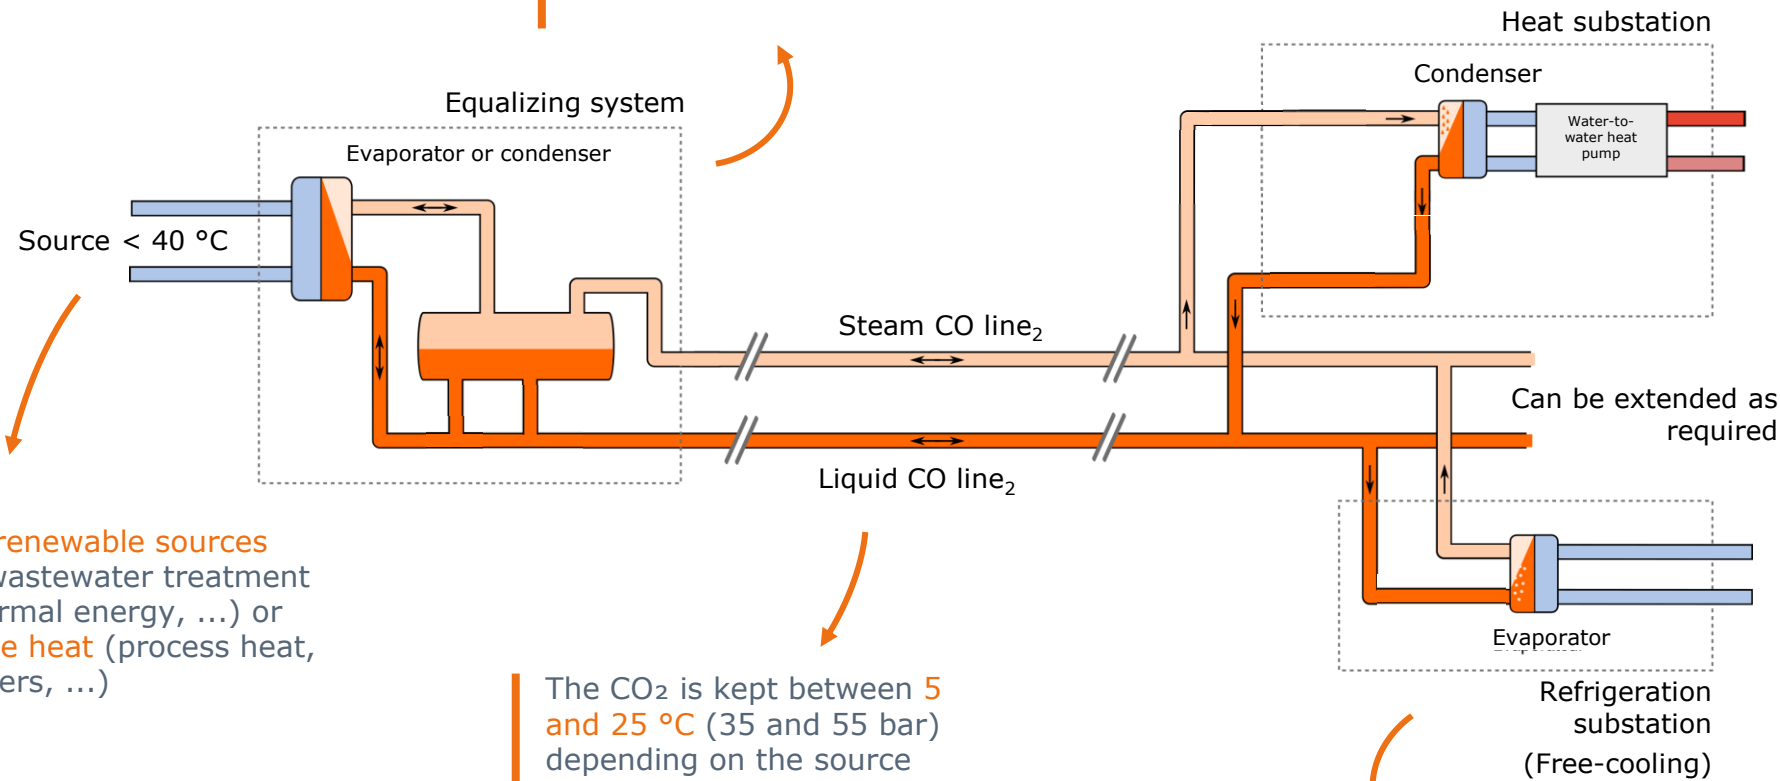 Heat substation
Condenser
Water-to-
water heat
pump
Equalizing system
Evaporator or condenser
Source < 40 °C
Steam CO line₂
Can be extended as
required
Liquid CO line₂
renewable sources
wastewater treatment
rmal energy, ...) or
e heat (process heat,
ers, ...)
The CO₂ is kept between 5
and 25 °C (35 and 55 bar)
depending on the source
Evaporator
Refrigeration
substation
(Free-cooling)